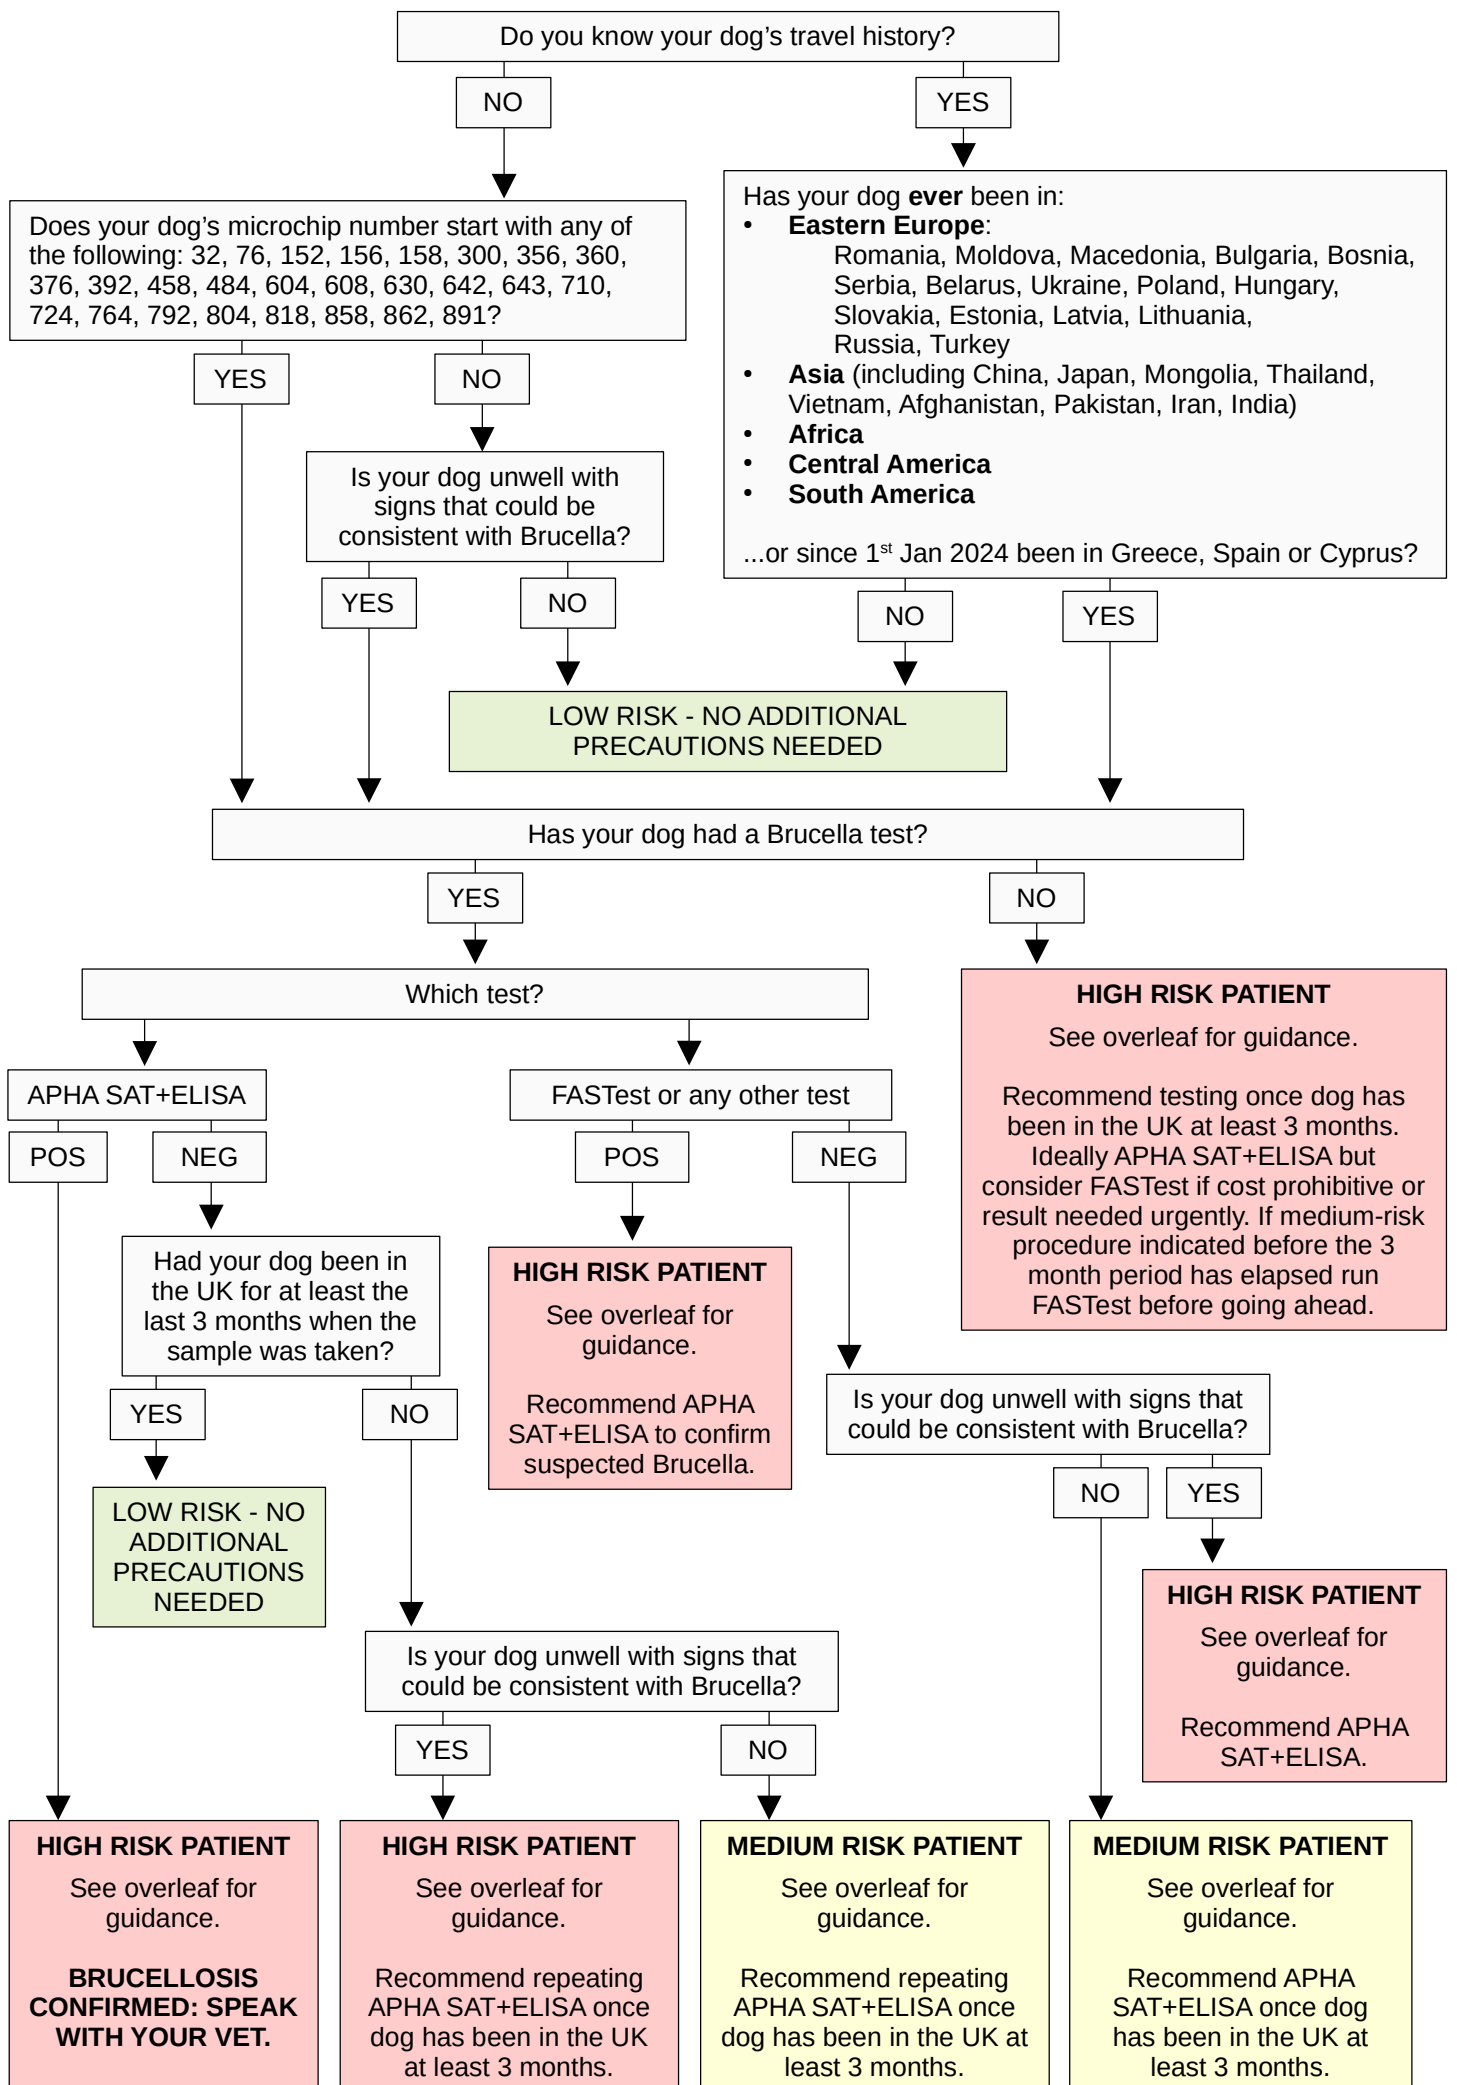 Do you know your dog’s travel history?
NO
YES
Does your dog’s microchip number start with any of
the following: 32, 76, 152, 156, 158, 300, 356, 360,
376, 392, 458, 484, 604, 608, 630, 642, 643, 710,
724, 764, 792, 804, 818, 858, 862, 891?
YES
NO
Is your dog unwell with
signs that could be
consistent with Brucella?
YES
NO
Has your dog ever been in:
• Eastern Europe:
Romania, Moldova, Macedonia, Bulgaria, Bosnia,
Serbia, Belarus, Ukraine, Poland, Hungary,
Slovakia, Estonia, Latvia, Lithuania,
Russia, Turkey
• Asia (including China, Japan, Mongolia, Thailand,
Vietnam, Afghanistan, Pakistan, Iran, India)
• Africa
• Central America
• South America
...or since 1st Jan 2024 been in Greece, Spain or Cyprus?
NO
YES
LOW RISK - NO ADDITIONAL
PRECAUTIONS NEEDED
Has your dog had a Brucella test?
YES
NO
Which test?
HIGH RISK PATIENT
See overleaf for guidance.
Recommend testing once dog has
been in the UK at least 3 months.
Ideally APHA SAT+ELISA but
consider FASTest if cost prohibitive or
result needed urgently. If medium-risk
procedure indicated before the 3
month period has elapsed run
FASTest before going ahead.
APHA SAT+ELISA
POS
NEG
FASTest or any other test
POS
NEG
Had your dog been in
the UK for at least the
last 3 months when the
sample was taken?
YES
NO
LOW RISK - NO
ADDITIONAL
PRECAUTIONS
NEEDED
HIGH RISK PATIENT
See overleaf for
guidance.
Recommend APHA
SAT+ELISA to confirm
suspected Brucella.
Is your dog unwell with signs that
could be consistent with Brucella?
NO
YES
HIGH RISK PATIENT
See overleaf for
guidance.
Recommend APHA
SAT+ELISA.
Is your dog unwell with signs that
could be consistent with Brucella?
YES
NO
HIGH RISK PATIENT
See overleaf for
guidance.
BRUCELLOSIS
CONFIRMED: SPEAK
WITH YOUR VET.
HIGH RISK PATIENT
See overleaf for
guidance.
Recommend repeating
APHA SAT+ELISA once
dog has been in the UK
at least 3 months.
MEDIUM RISK PATIENT
See overleaf for
guidance.
Recommend repeating
APHA SAT+ELISA once
dog has been in the UK at
least 3 months.
MEDIUM RISK PATIENT
See overleaf for
guidance.
Recommend APHA
SAT+ELISA once dog
has been in the UK at
least 3 months.